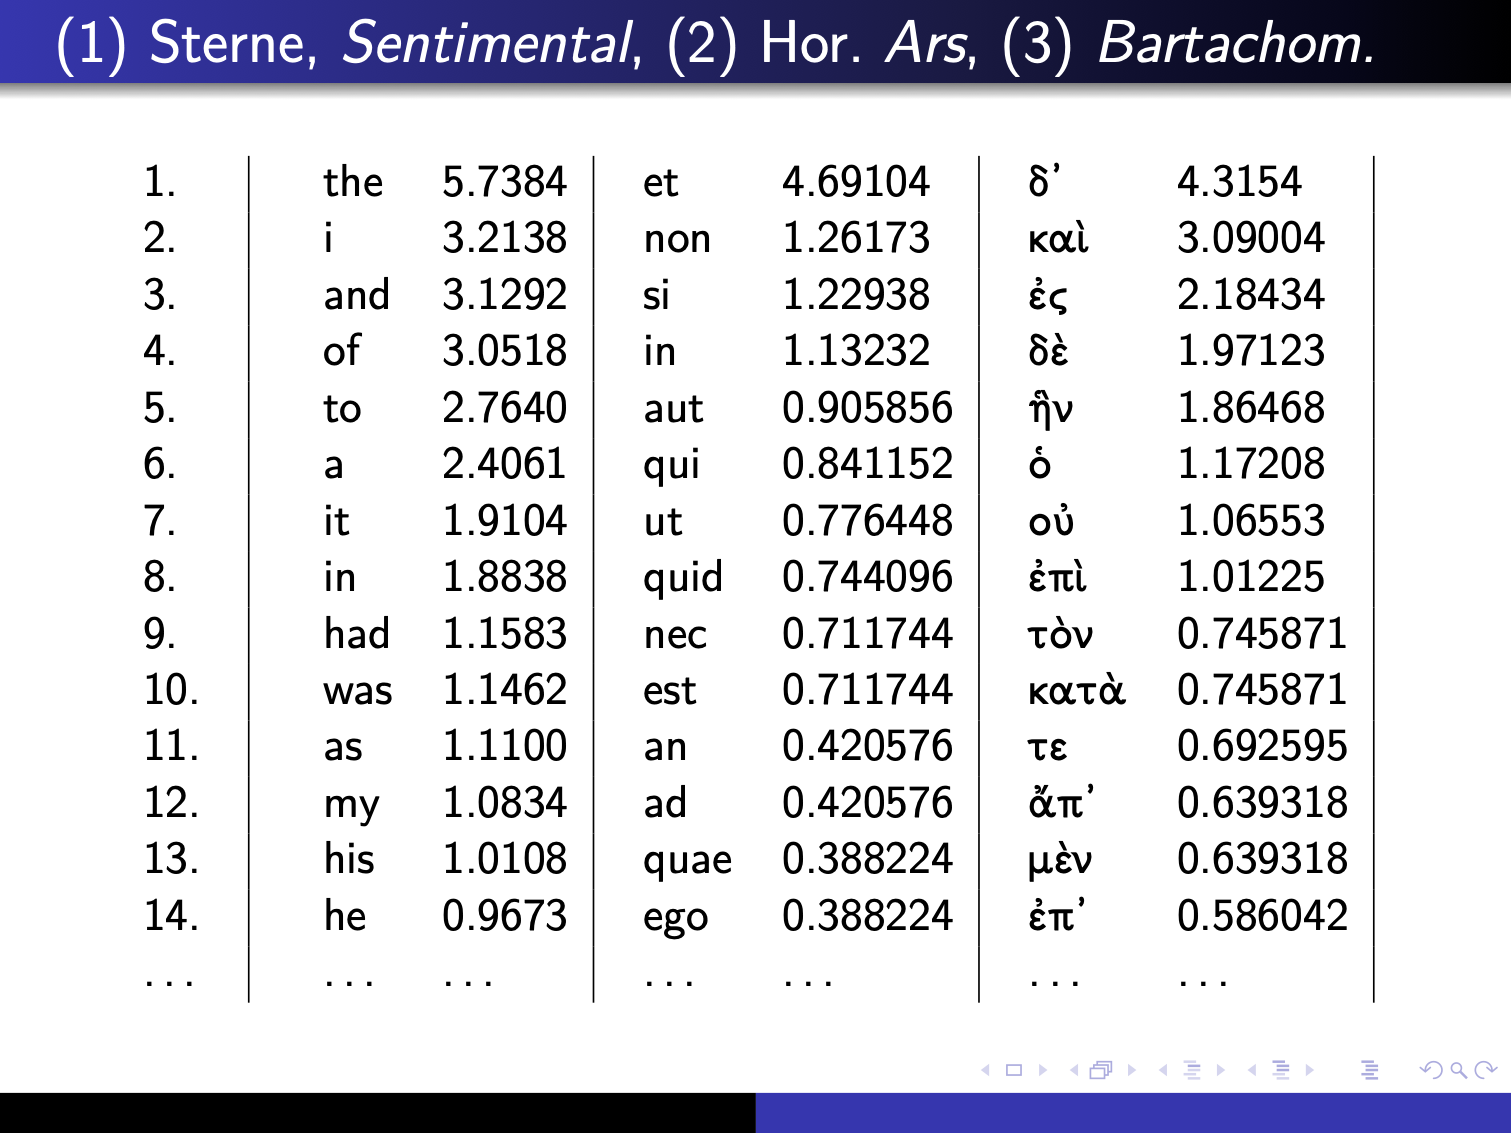 (1) Sterne, Sentimental, (2) Hor. Ars, (3) Bartachom.
1. the 5.7384 et 4.69104 δ’ 4.3154
2. i 3.2138 non 1.26173 καὶ 3.09004
3. and 3.1292 si 1.22938 ἐς 2.18434
4. of 3.0518 in 1.13232 δὲ 1.97123
5. to 2.7640 aut 0.905856 ἢν 1.86468
6. a 2.4061 qui 0.841152 ὁ 1.17208
7. it 1.9104 ut 0.776448 οὐ 1.06553
8. in 1.8838 quid 0.744096 ἐπὶ 1.01225
9. had 1.1583 nec 0.711744 τὸν 0.745871
10. was 1.1462 est 0.711744 κατὰ 0.745871
11. as 1.1100 an 0.420576 τε 0.692595
12. my 1.0834 ad 0.420576 ἄπ’ 0.639318
13. his 1.0108 quae 0.388224 μὲν 0.639318
14. he 0.9673 ego 0.388224 ἐπ’ 0.586042
... ... ... ... ... ... ...